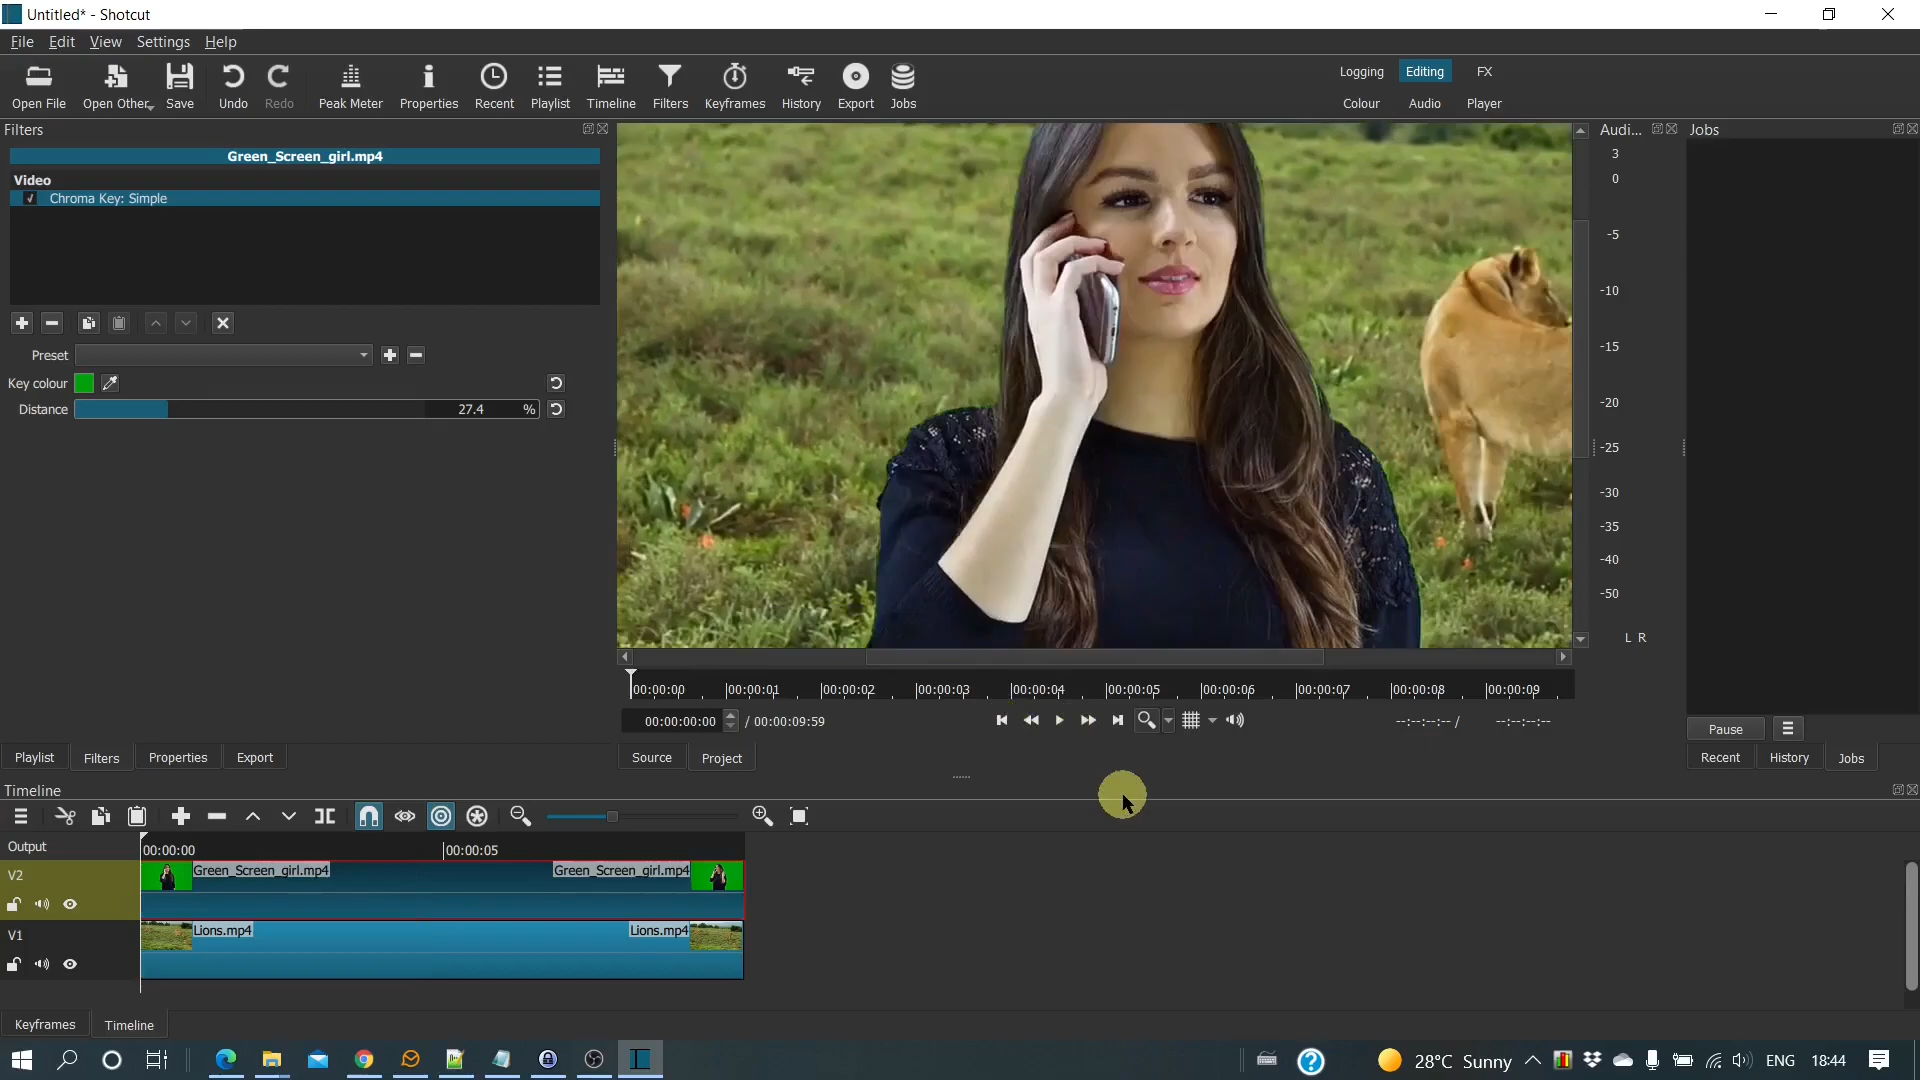 Untitled* - Shotcut
File Edit View Settings Help
Open File Open Other Save Undo Redo Peak Meter Properties Recent Playlist Timeline Filters Keyframes History Export Jobs
Logging Editing FX
Colour Audio Player
Filters
Green_Screen_girl.mp4
Video
Chroma Key: Simple
Preset
Key colour
Distance 27.4 %
Audi... Jobs
3
0
-5
-10
-15
-20
-25
-30
-35
-40
-50
L R
00:00:00 00:00:01 00:00:02 00:00:03 00:00:04 00:00:05 00:00:06 00:00:07 00:00:08 00:00:09
00:00:00:00 / 00:00:09:59 --:--:--:-- / --:--:--:--
Pause
Playlist Filters Properties Export Source Project Recent History Jobs
Timeline
Output 00:00:00 00:00:05
V2 Green_Screen_girl.mp4 Green_Screen_girl.mp4
V1 Lions.mp4 Lions.mp4
Keyframes Timeline
28°C Sunny ENG 18:44